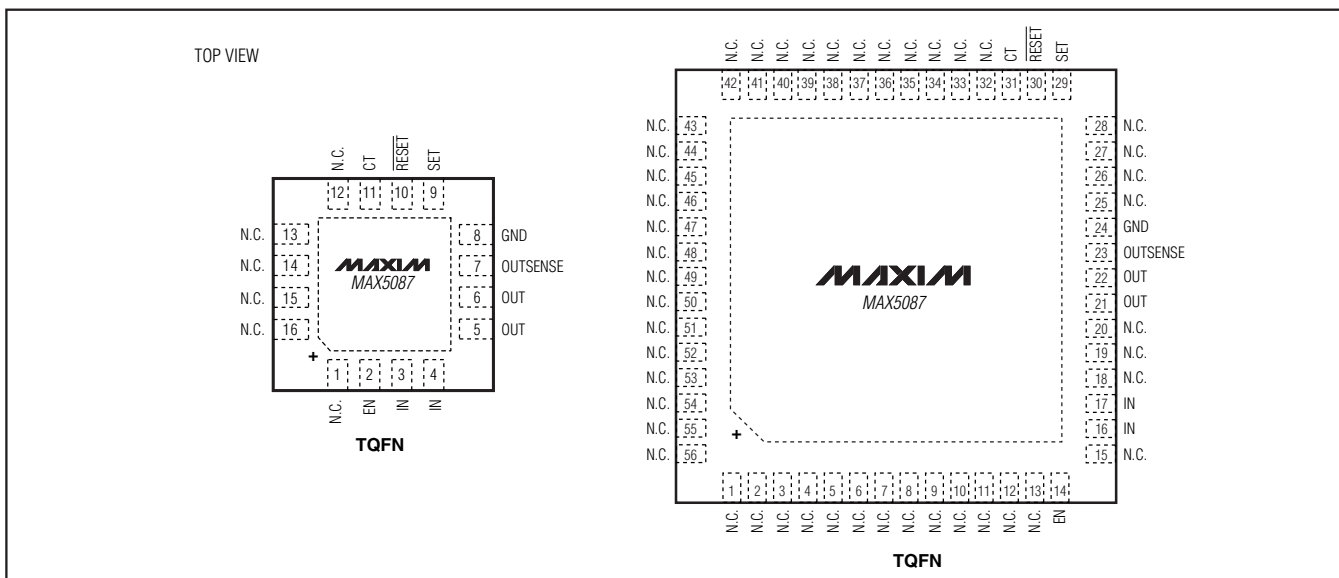 TOP VIEW
N.C. CT RESET SET
12 11 10 9
N.C. 13
N.C. 14
N.C. 15
N.C. 16
MAXIM
MAX5087
8 GND
7 OUTSENSE
6 OUT
5 OUT
+
1 2 3 4
N.C. EN IN IN
TQFN
N.C. N.C. N.C. N.C. N.C. N.C. N.C. N.C. N.C. N.C. N.C. CT RESET SET
42 41 40 39 38 37 36 35 34 33 32 31 30 29
N.C. 43
N.C. 44
N.C. 45
N.C. 46
N.C. 47
N.C. 48
N.C. 49
N.C. 50
N.C. 51
N.C. 52
N.C. 53
N.C. 54
N.C. 55
N.C. 56
MAXIM
MAX5087
28 N.C.
27 N.C.
26 N.C.
25 N.C.
24 GND
23 OUTSENSE
22 OUT
21 OUT
20 N.C.
19 N.C.
18 N.C.
17 IN
16 IN
15 N.C.
+
1 2 3 4 5 6 7 8 9 10 11 12 13 14
N.C. N.C. N.C. N.C. N.C. N.C. N.C. N.C. N.C. N.C. N.C. N.C. N.C. EN
TQFN